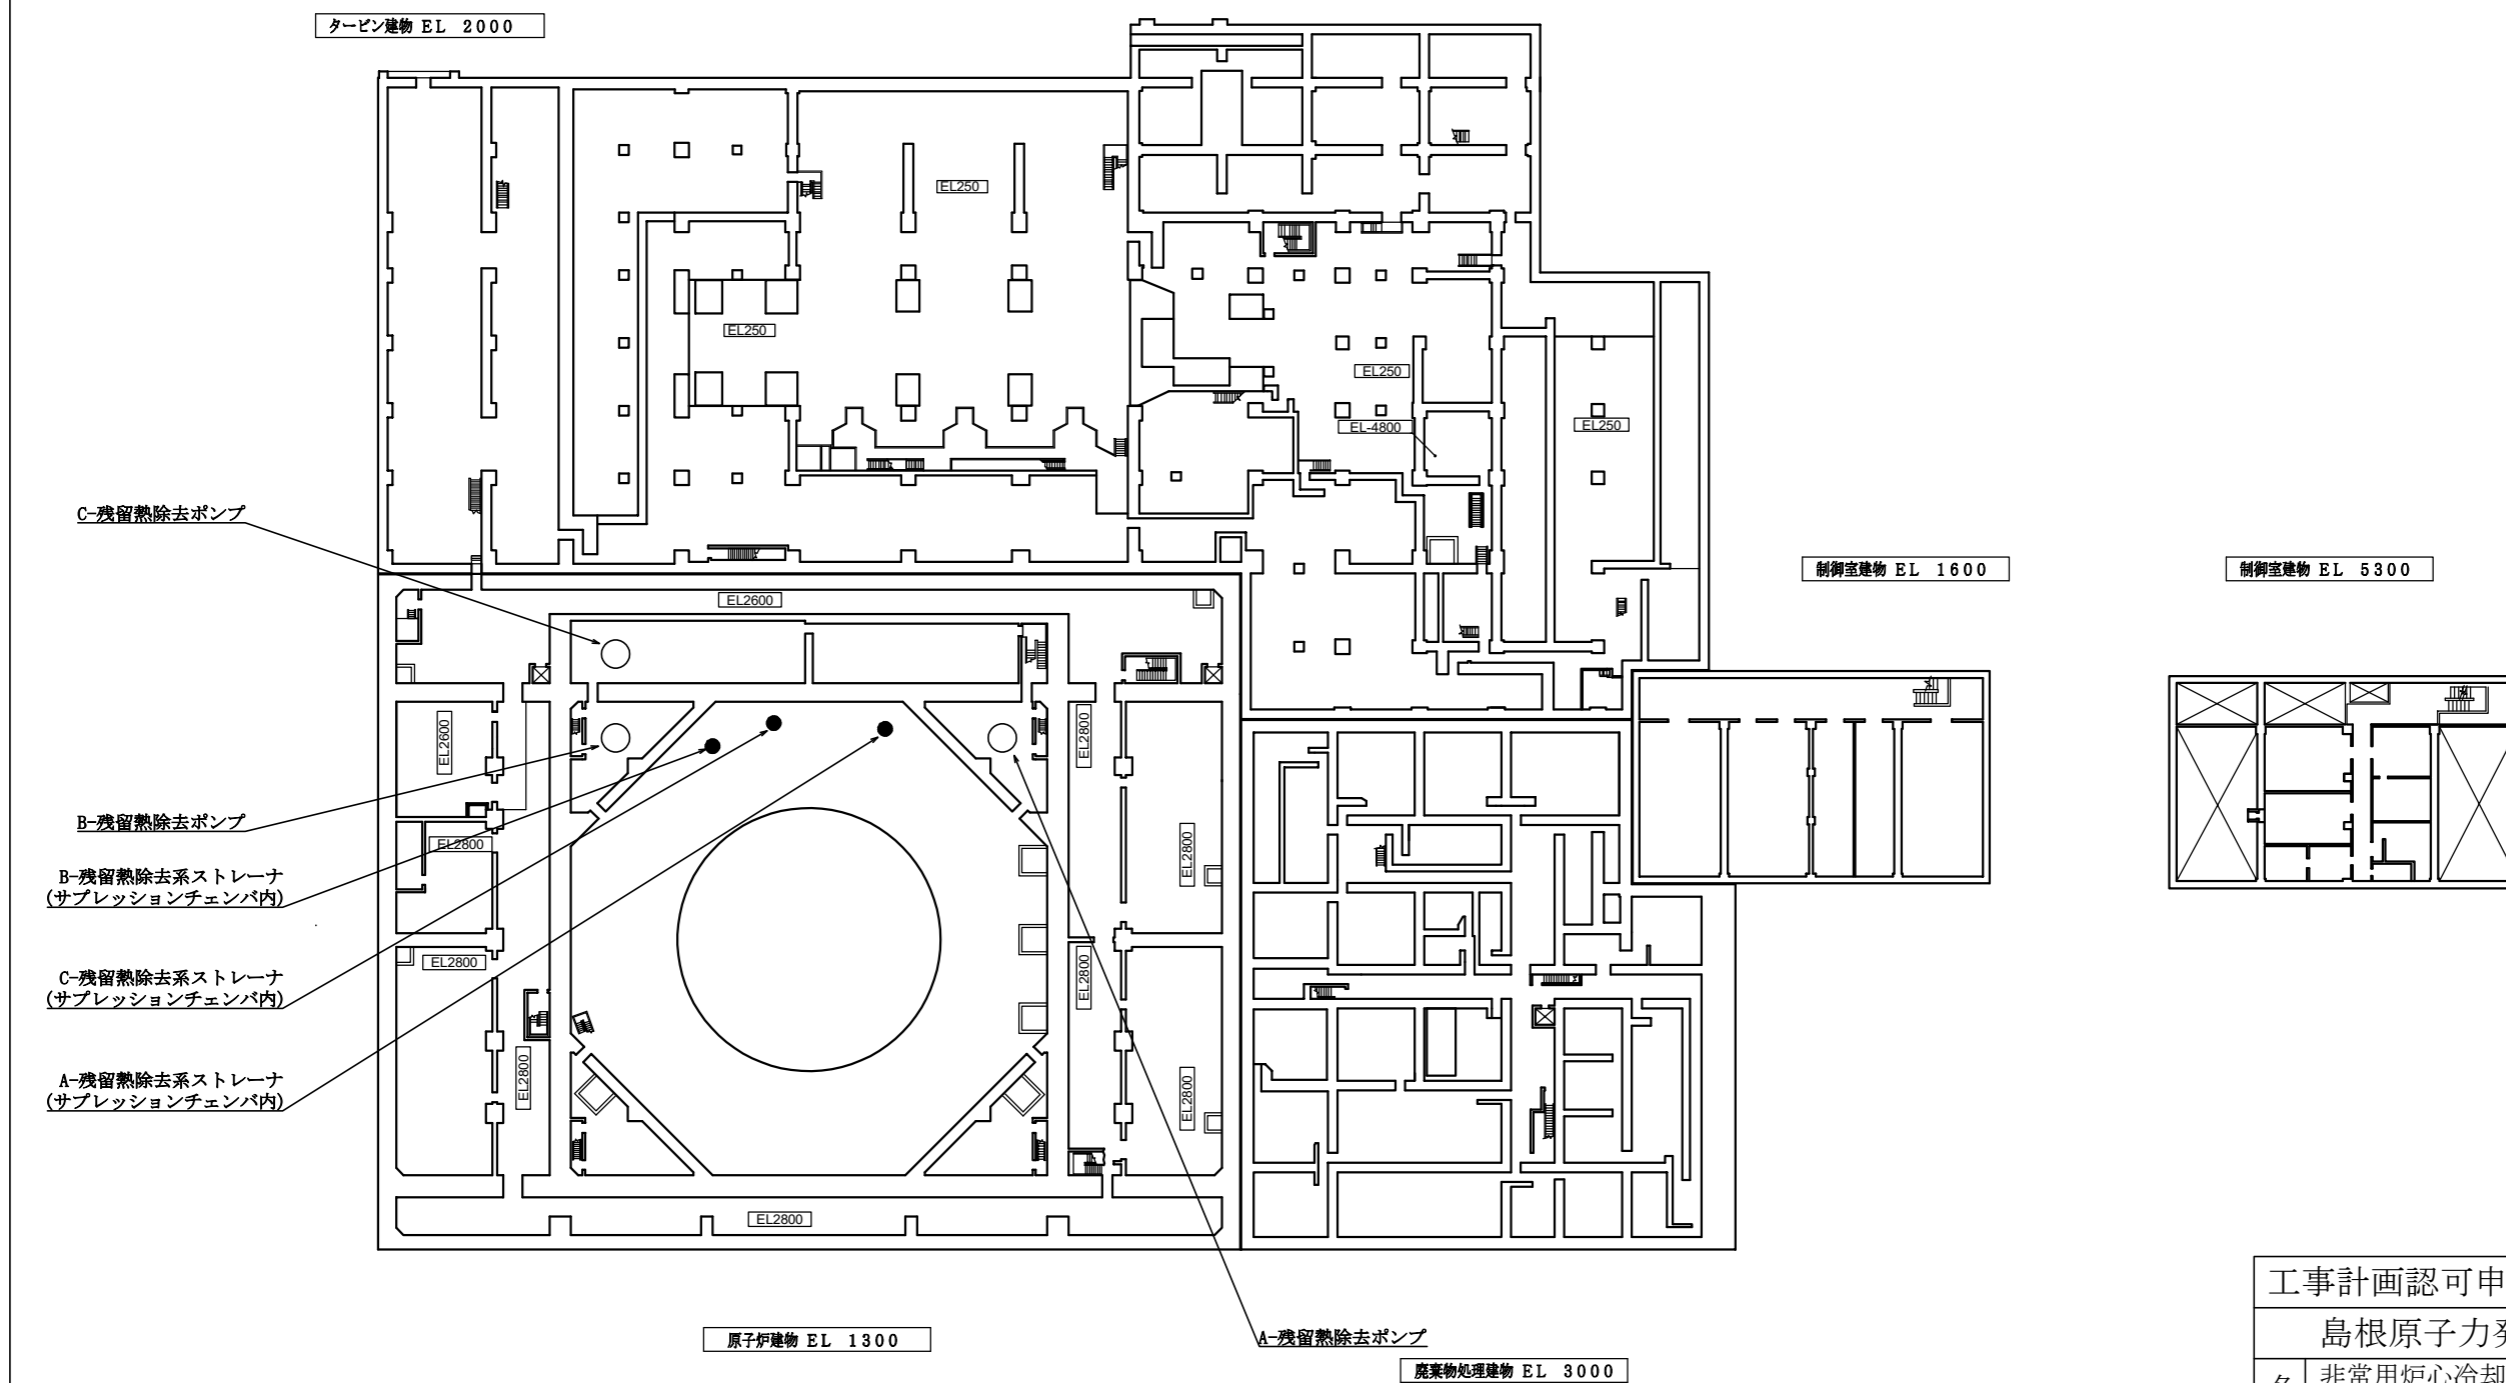 タービン建物 EL 2000
EL250
EL250
EL250
EL-4800
EL250
C-残留熱除去ポンプ
制御室建物 EL 1600
制御室建物 EL 5300
EL2600
EL2600
EL2800
B-残留熱除去ポンプ
EL2800
EL2800
B-残留熱除去系ストレーナ
(サプレッションチェンバ内)
EL2800
EL2800
C-残留熱除去系ストレーナ
(サプレッションチェンバ内)
EL2800
EL2800
A-残留熱除去系ストレーナ
(サプレッションチェンバ内)
EL2800
工事計画認可申
島根原子力発
原子炉建物 EL 1300
A-残留熱除去ポンプ
廃棄物処理建物 EL 3000
非常用炉心冷却